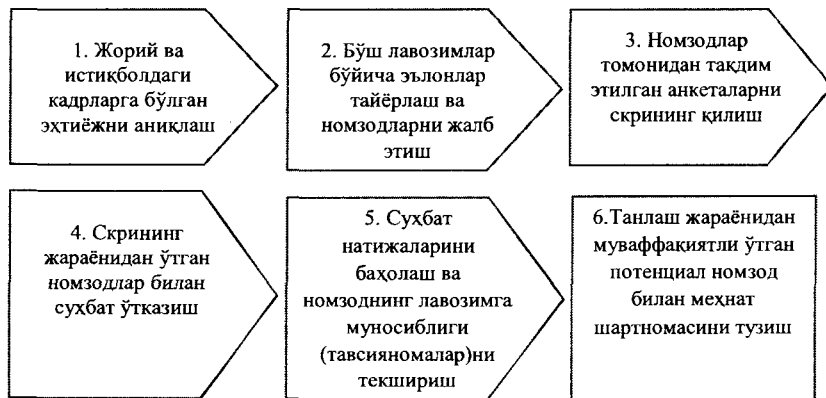 1. Жорий ва
истиқболдаги
кадрларга бўлган
эҳтиёжни аниқлаш
2. Бўш лавозимлар
бўйича эълонлар
тайёрлаш ва
номзодларни жалб
этиш
3. Номзодлар
томонидан тақдим
этилган анкеталарни
скрининг қилиш
4. Скрининг
жараёнидан ўтган
номзодлар билан
суҳбат ўтказиш
5. Суҳбат
натижаларини
баҳолаш ва
номзоднинг лавозимга
муносиблиги
(тавсияномалар)ни
текшириш
6.Танлаш жараёнидан
муваффақиятли ўтган
потенциал номзод
билан меҳнат
шартномасини тузиш